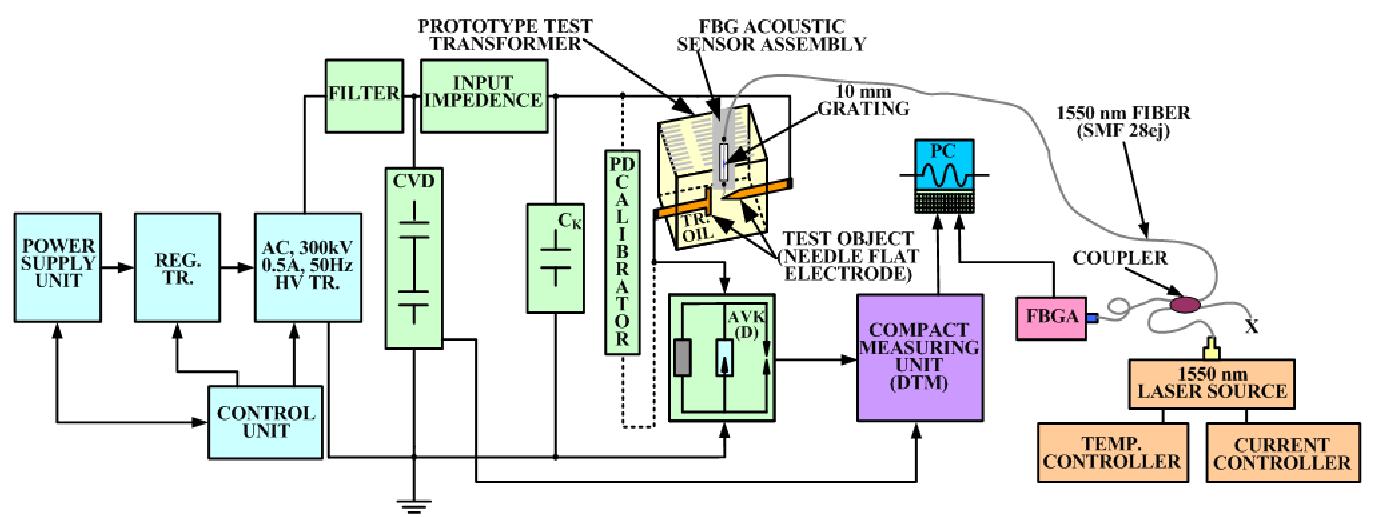 PROTOTYPE TEST
TRANSFORMER
FBG ACOUSTIC
SENSOR ASSEMBLY
FILTER
INPUT
IMPEDENCE
10 mm
GRATING
1550 nm FIBER
(SMF 28ej)
PC
CVD
PD
CALIBRATOR
CK
TR.
OIL
POWER
SUPPLY
UNIT
REG.
TR.
AC, 300kV
0.5A, 50Hz
HV TR.
TEST OBJECT
(NEEDLE FLAT
ELECTRODE)
COUPLER
FBGA
X
AVK
(D)
COMPACT
MEASURING
UNIT
(DTM)
1550 nm
LASER SOURCE
CONTROL
UNIT
TEMP.
CONTROLLER
CURRENT
CONTROLLER